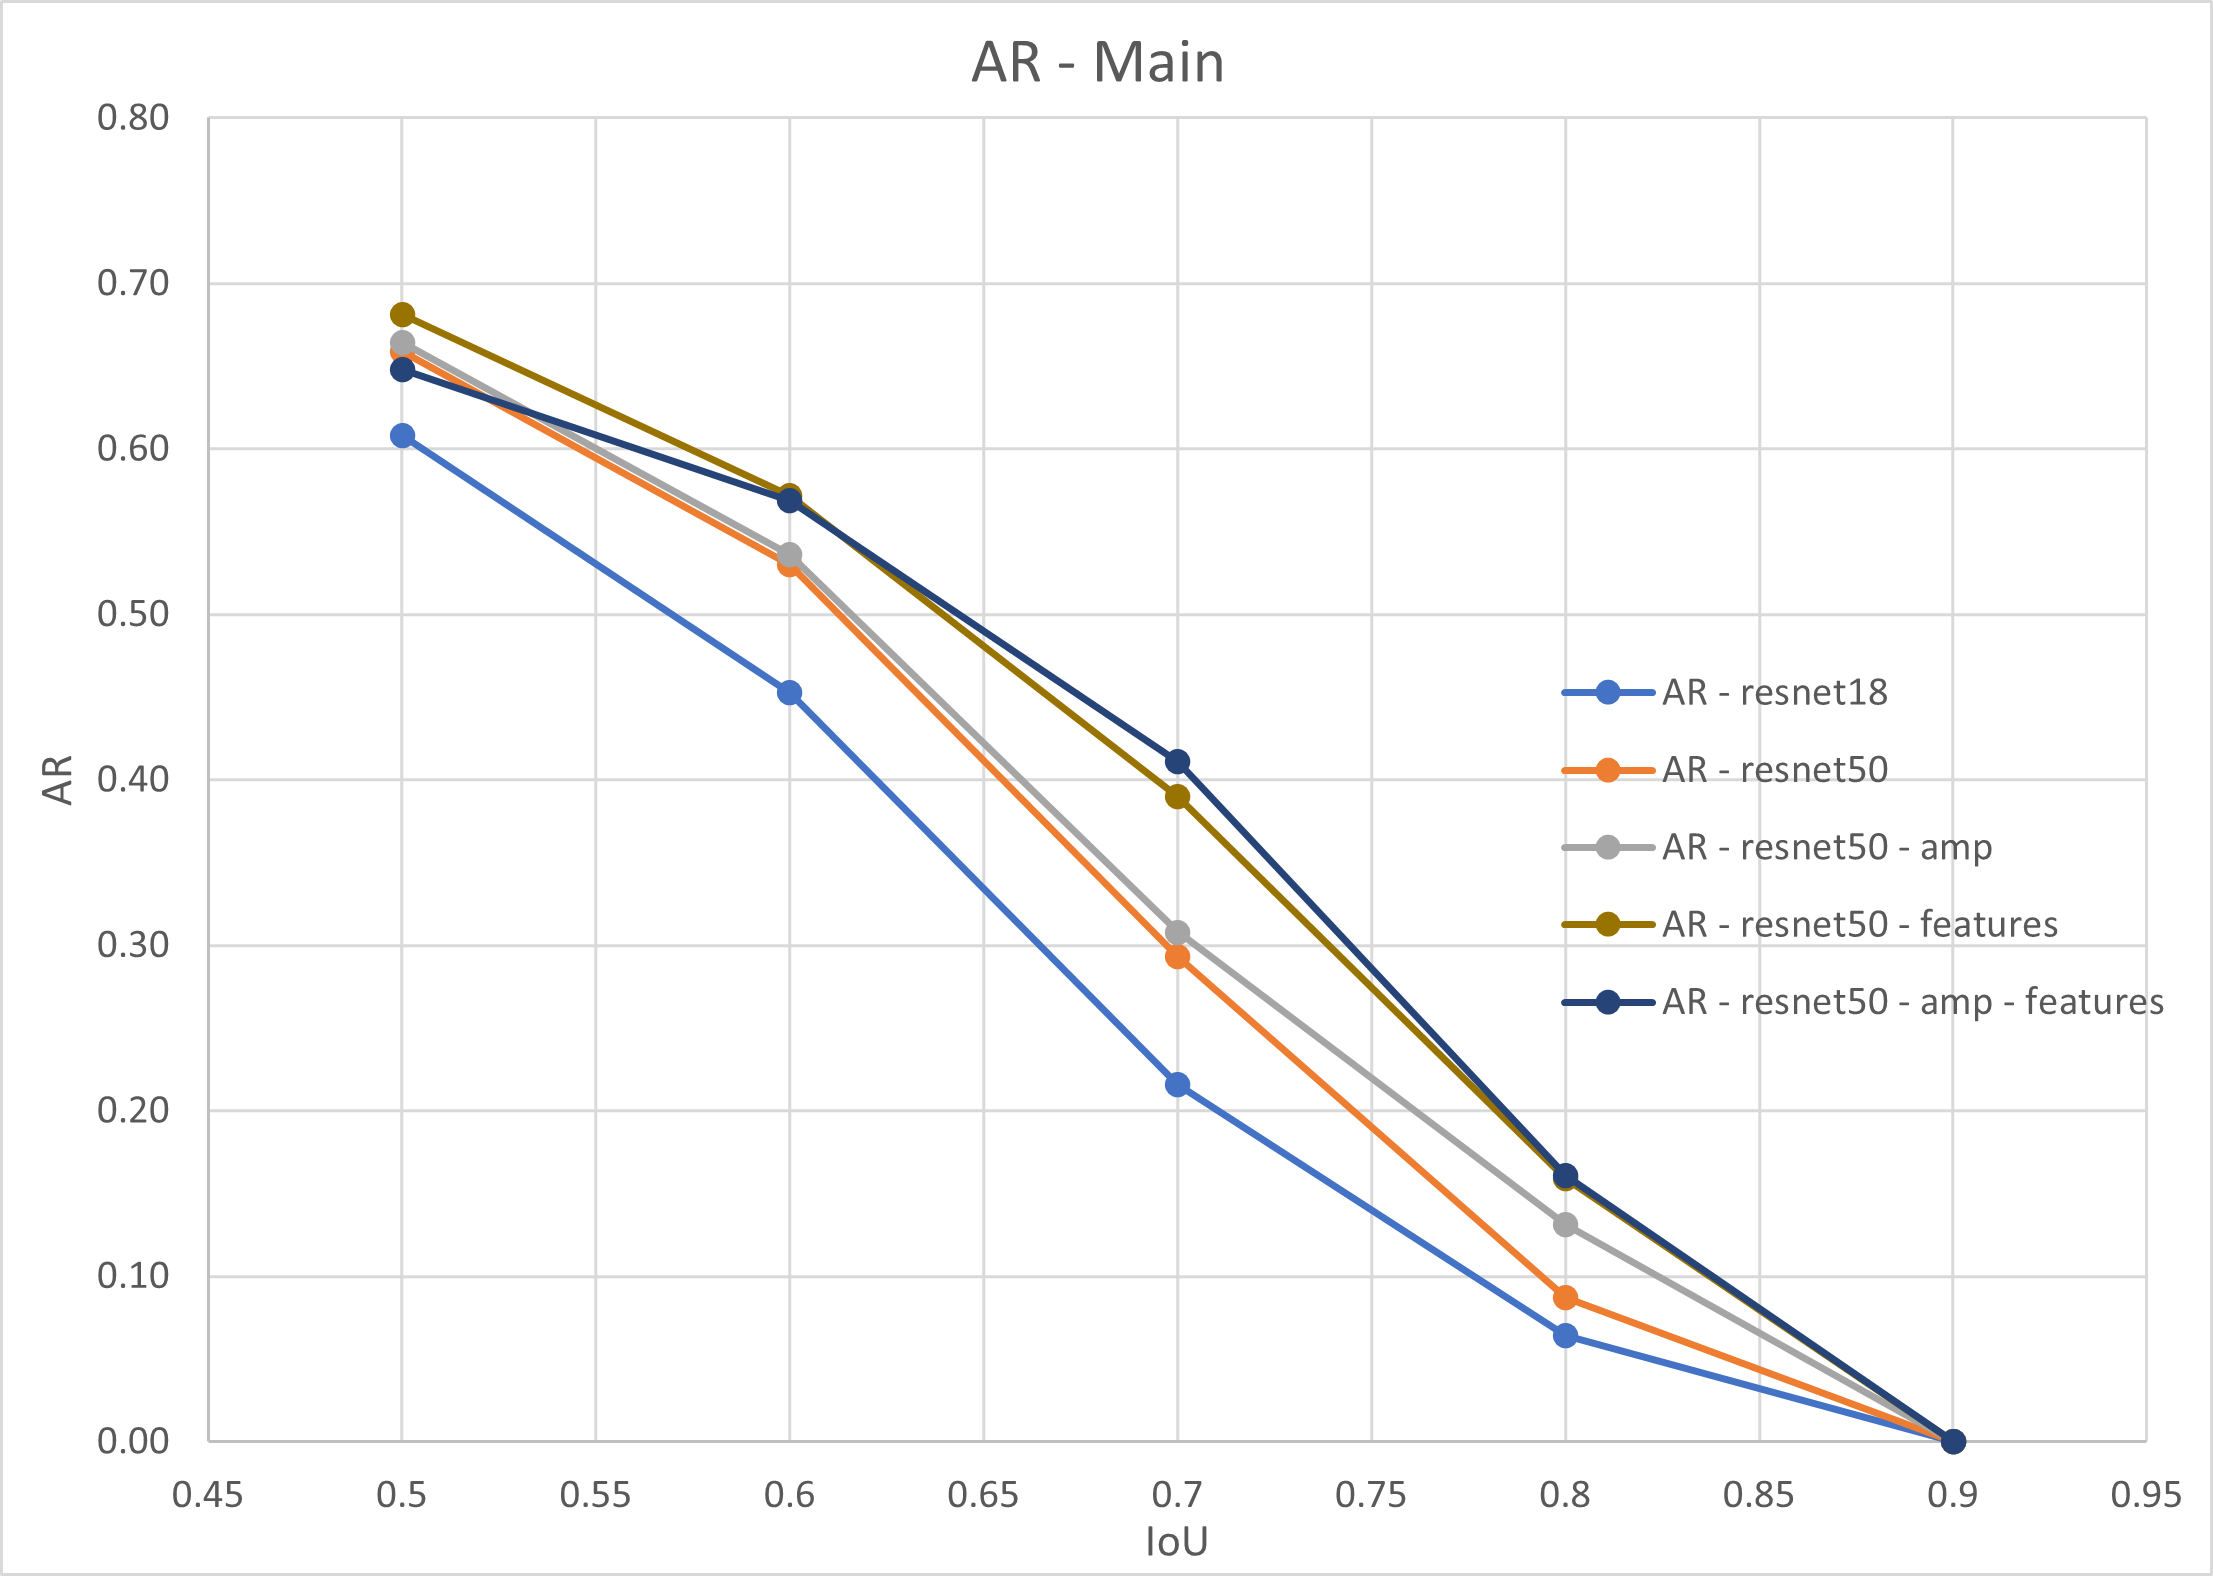 AR - Main
0.80
0.70
0.60
0.50
0.40
0.30
0.20
0.10
0.00
AR
AR - resnet18
AR - resnet50
AR - resnet50 - amp
AR - resnet50 - features
AR - resnet50 - amp - features
0.45 0.5 0.55 0.6 0.65 0.7 0.75 0.8 0.85 0.9 0.95
IoU